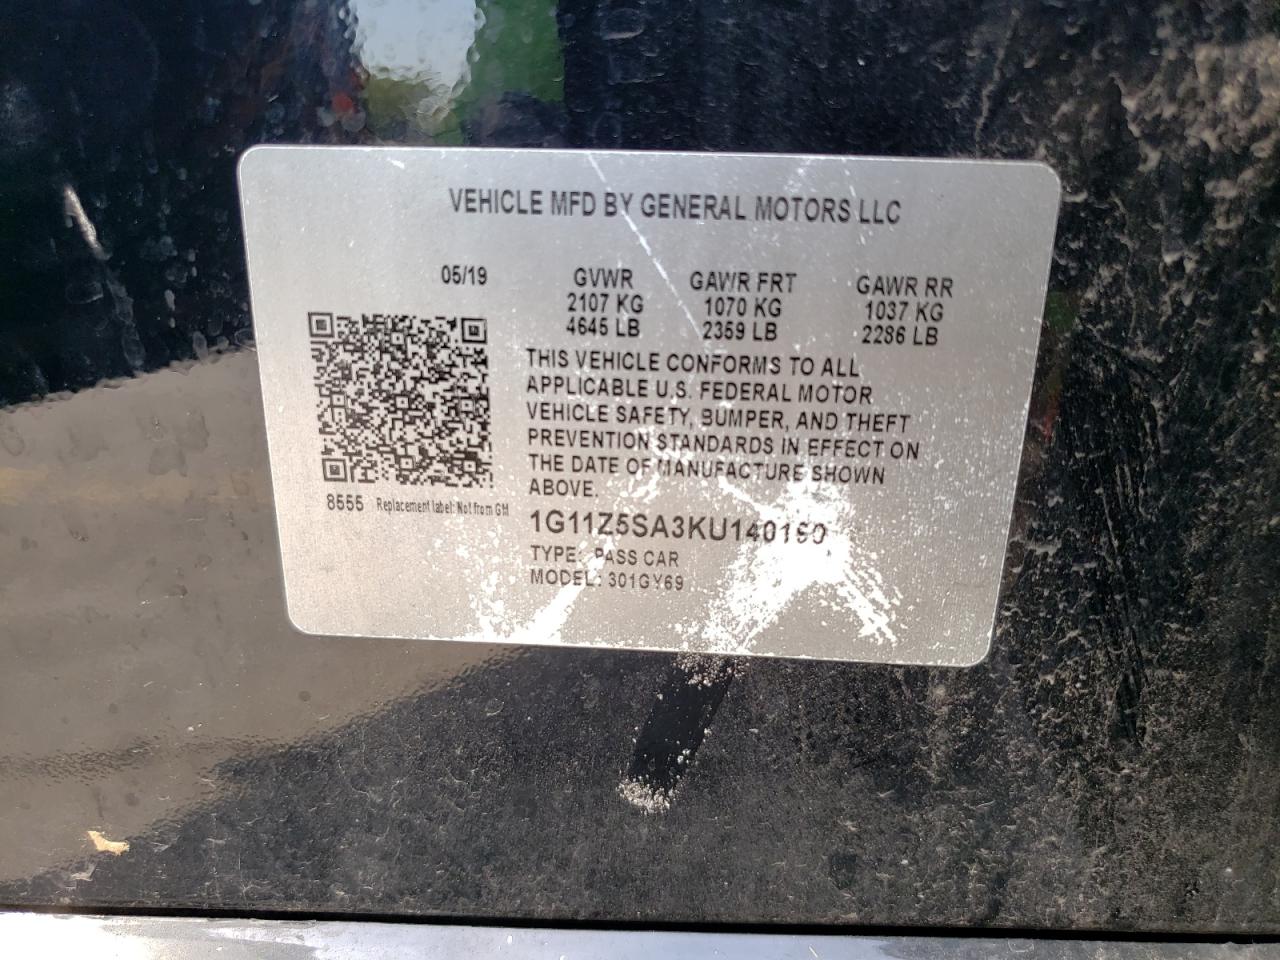 VEHICLE MFD BY GENERAL MOTORS LLC
05/19 GVWR GAWR FRT GAWR RR
2107 KG 1070 KG 1037 KG
4645 LB 2359 LB 2286 LB
THIS VEHICLE CONFORMS TO ALL
APPLICABLE U.S. FEDERAL MOTOR
VEHICLE SAFETY, BUMPER, AND THEFT
PREVENTION STANDARDS IN EFFECT ON
THE DATE OF MANUFACTURE SHOWN
ABOVE.
8555 Replacement label: Not from GM
TYPE: PASS CAR
MODEL: 301GY69